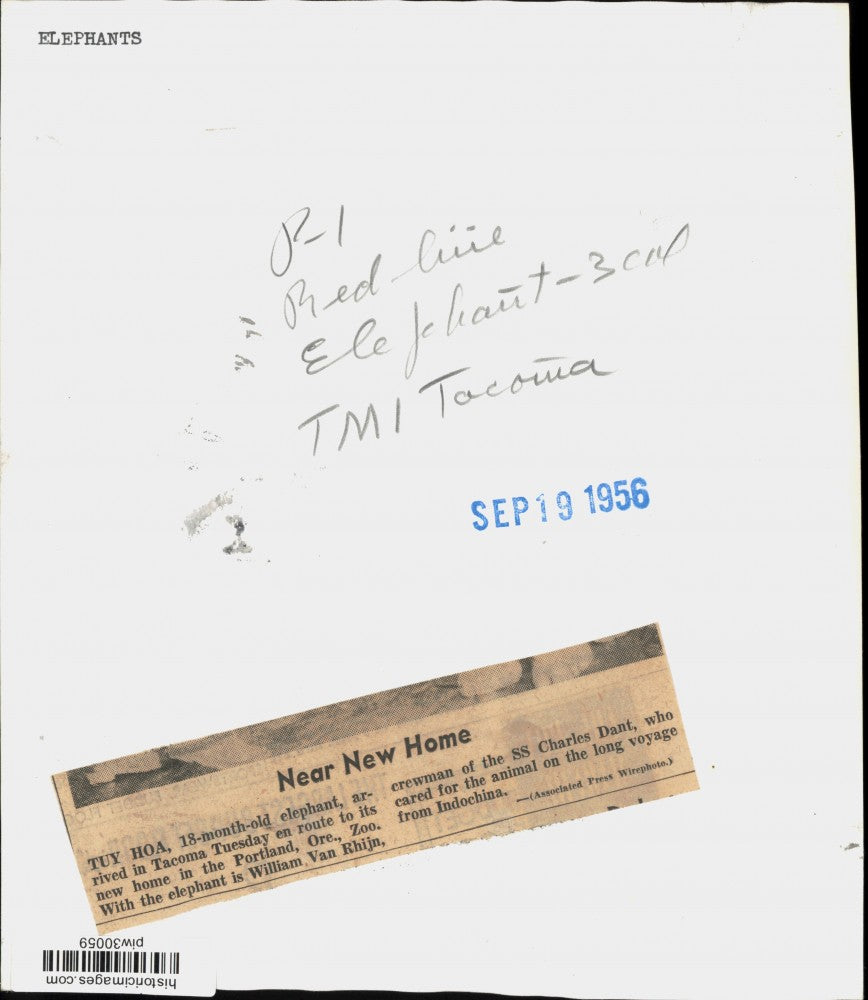 ELEPHANTS
P-1
Red line
Elephant-3 col
TMI Tacoma
SEP 19 1956
Near New Home
TUY HOA, 18-month-old elephant, ar-
rived in Tacoma Tuesday en route to its
new home in the Portland, Ore., Zoo.
With the elephant is William Van Rhijn,
crewman of the SS Charles Dant, who
cared for the animal on the long voyage
from Indochina. —(Associated Press Wirephoto.)
piw30059
historicimages.com